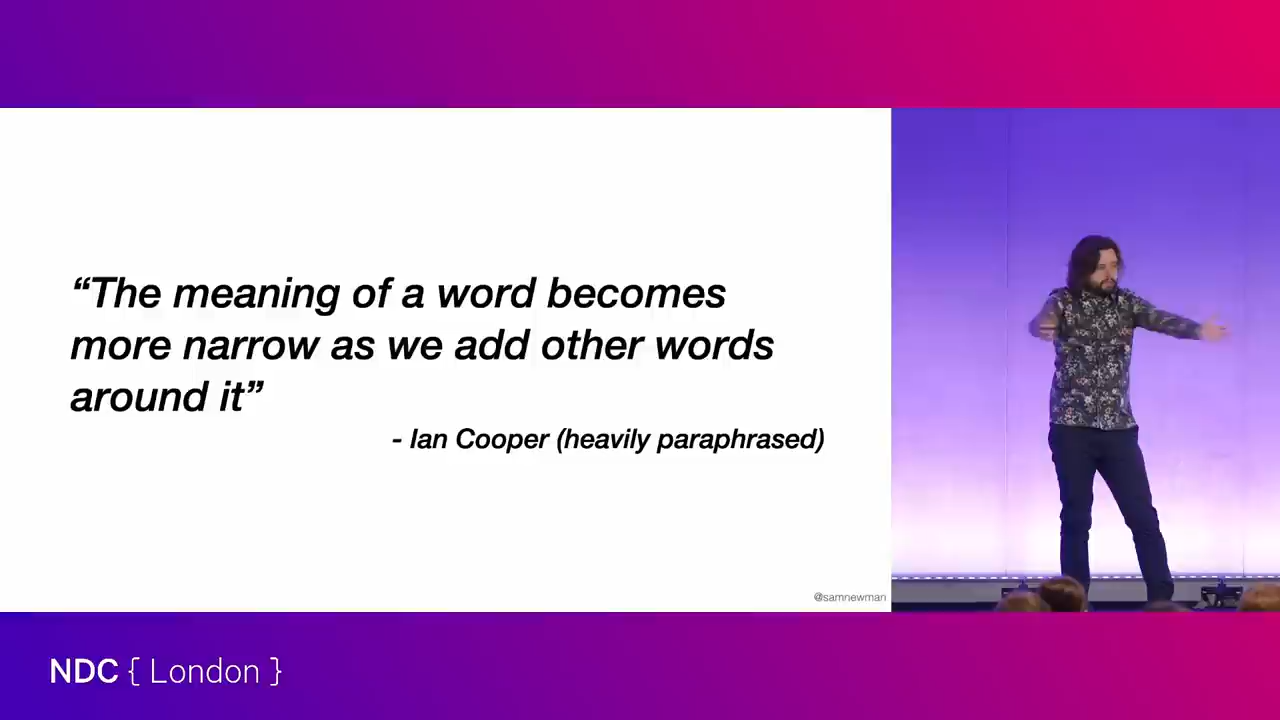 “The meaning of a word becomes
more narrow as we add other words
around it”
- Ian Cooper (heavily paraphrased)
@samnewman
NDC { London }